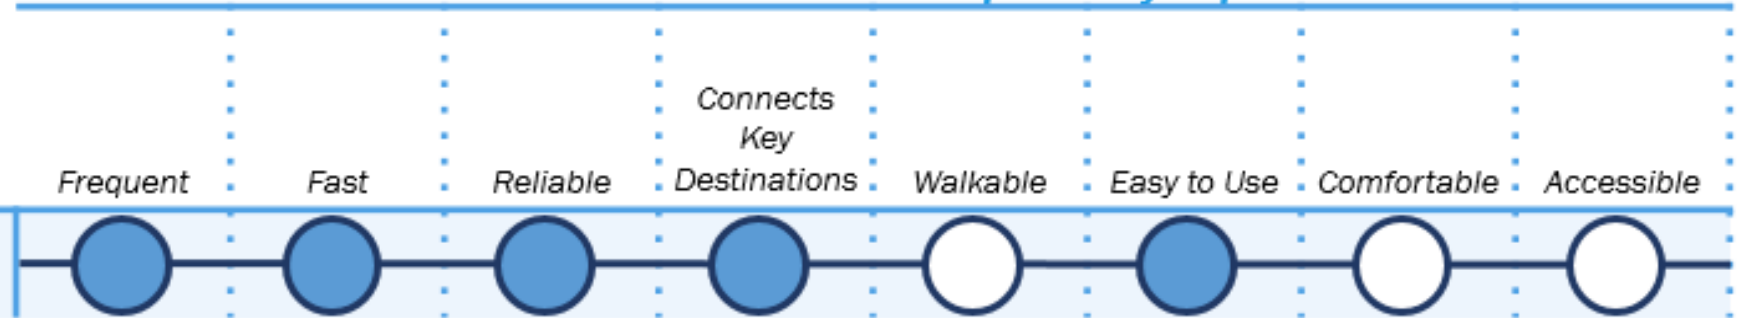 Connects
Key
Frequent Fast Reliable Destinations Walkable Easy to Use Comfortable Accessible